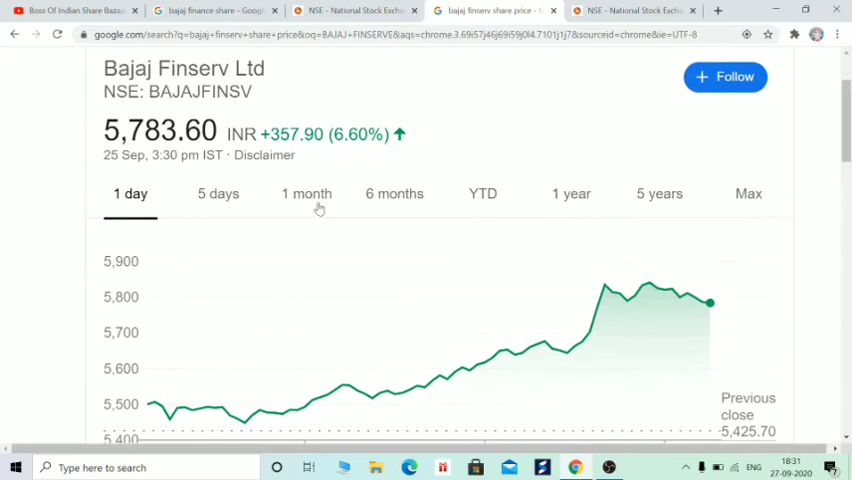 Boss Of Indian Share Bazaa
bajaj finance share - Googl
NSE - National Stock Exchan
bajaj finserv share price - G
NSE - National Stock Exchan
google.com/search?q=bajaj+finserv+share+price&oq=BAJAJ+FINSERVE&aqs=chrome.3.69i57j46j69i59j0l4.7101j1j7&sourceid=chrome&ie=UTF-8
Bajaj Finserv Ltd
NSE: BAJAJFINSV
+ Follow
5,783.60 INR +357.90 (6.60%)
25 Sep, 3:30 pm IST · Disclaimer
1 day 5 days 1 month 6 months YTD 1 year 5 years Max
5,900
5,800
5,700
5,600
5,500
5,400
Previous
close
5,425.70
Type here to search
ENG
18:31
27-09-2020